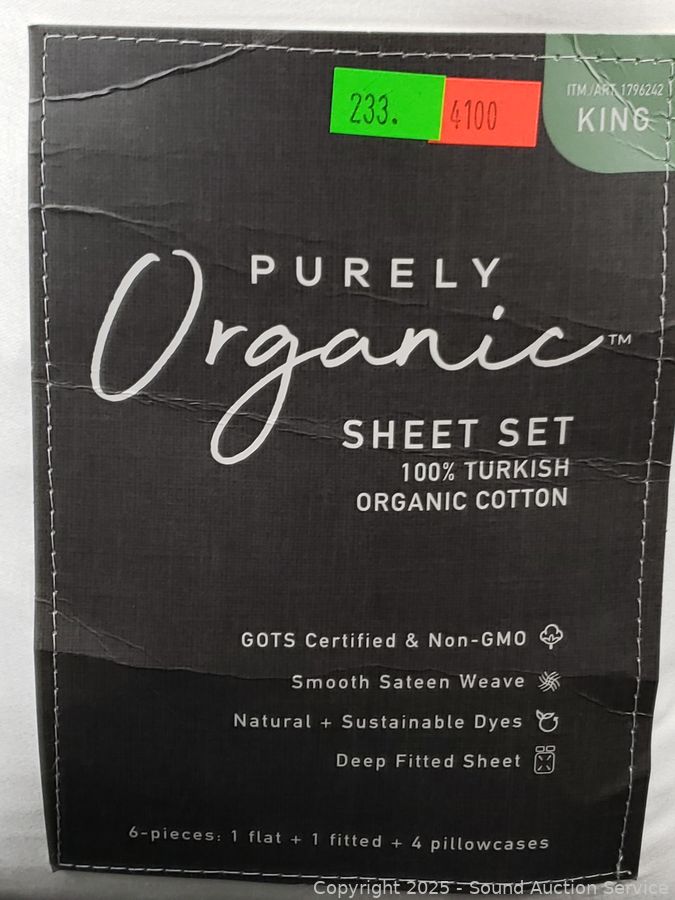 233.
4100
ITM./ART. 1796242
KING
PURELY
Organic™
SHEET SET
100% TURKISH
ORGANIC COTTON
GOTS Certified & Non-GMO
Smooth Sateen Weave
Natural + Sustainable Dyes
Deep Fitted Sheet
6-pieces: 1 flat + 1 fitted + 4 pillowcases
Copyright 2025 - Sound Auction Service